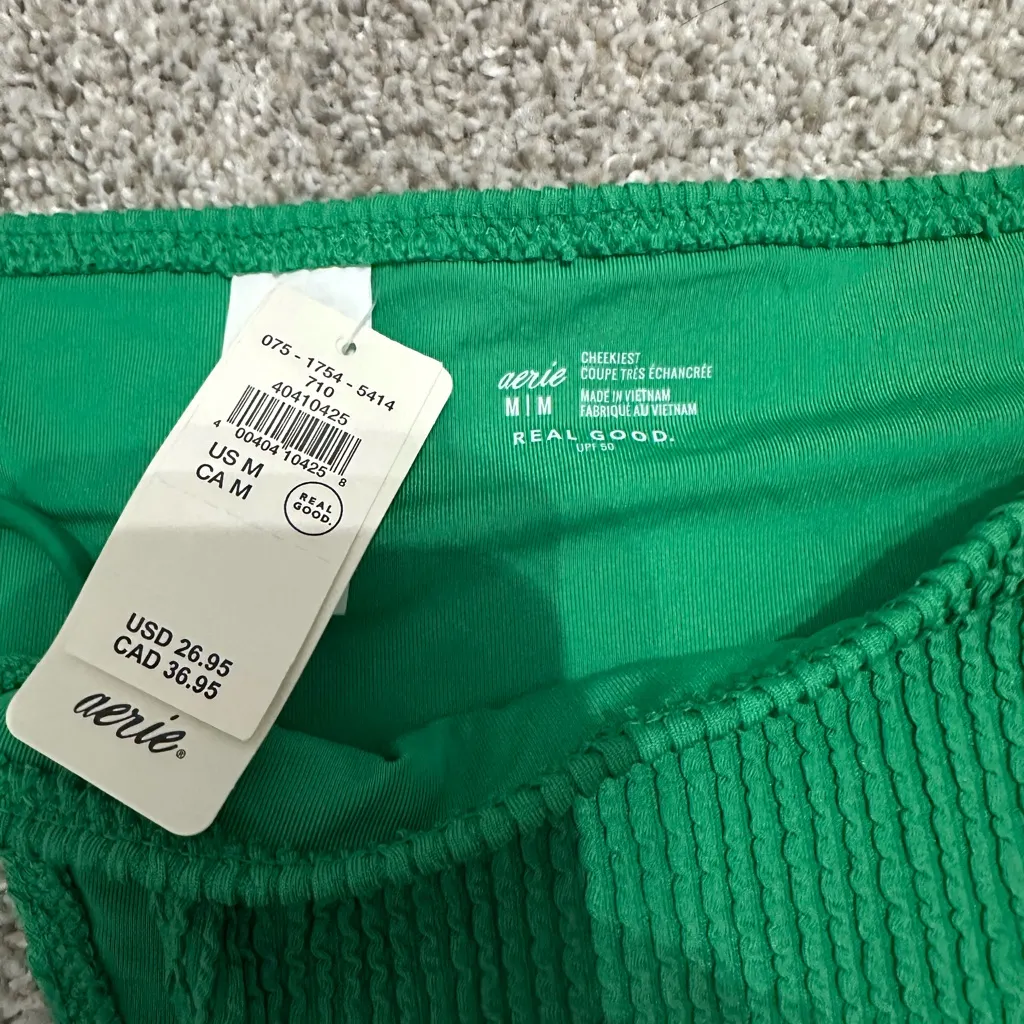 075-1754-5414
710
40410425
4 00404 10425 8
US M
CA M
REAL
GOOD.
USD 26.95
CAD 36.95
aerie®
aerie
M|M
CHEEKIEST
COUPE TRÉS ÉCHANCRÉE
MADE IN VIETNAM
FABRIQUÉ AU VIETNAM
REAL GOOD.
UPF 50